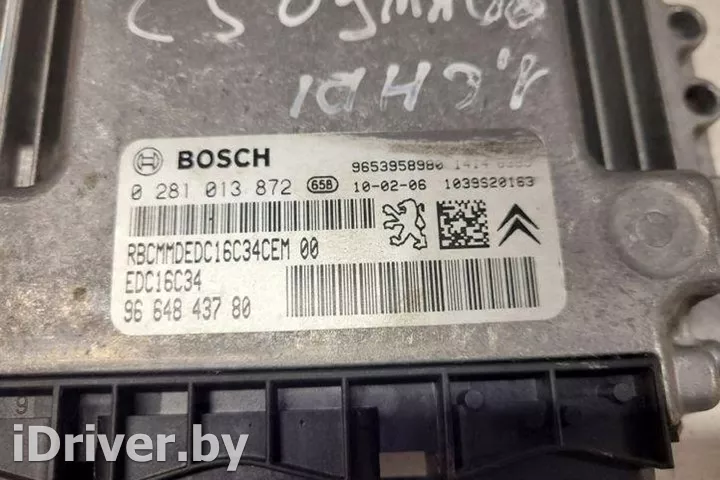 1.6HDI
BOSCH
9653958980
0 281 013 872 658 10-02-06 1039S20163
RBCMMDEDC16C34CEM 00
EDC16C34
96 648 437 80
iDriver.by